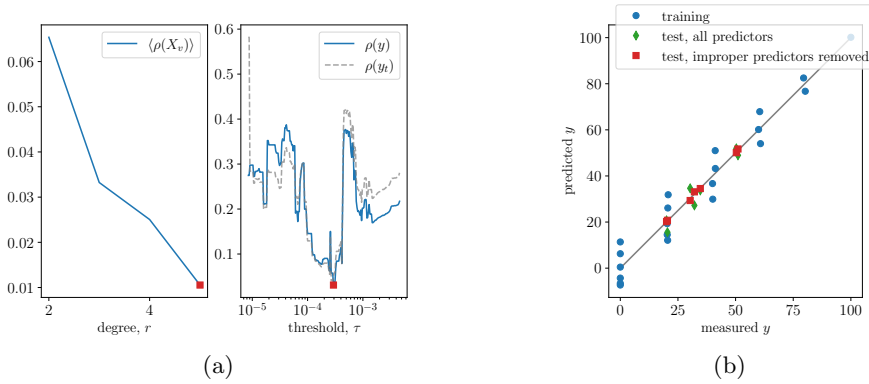 ⟨ρ(X_v)⟩
0.06
0.05
0.04
0.03
0.02
0.01
2
4
degree, r
ρ(y)
ρ(y_t)
0.6
0.5
0.4
0.3
0.2
0.1
10^{-5}
10^{-4}
10^{-3}
threshold, τ
(a)
training
test, all predictors
test, improper predictors removed
100
80
60
40
20
0
predicted y
0
25
50
75
100
measured y
(b)